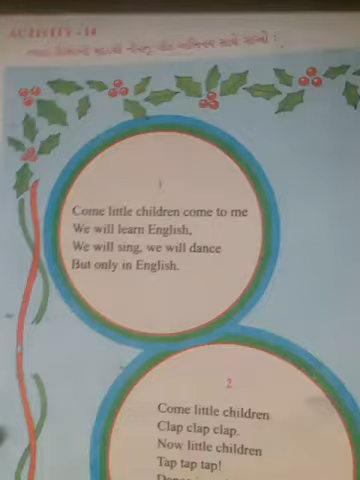 ACTIVITY - 14
1
Come little children come to me
We will learn English,
We will sing, we will dance
But only in English.
2
Come little children
Clap clap clap.
Now little children
Tap tap tap!